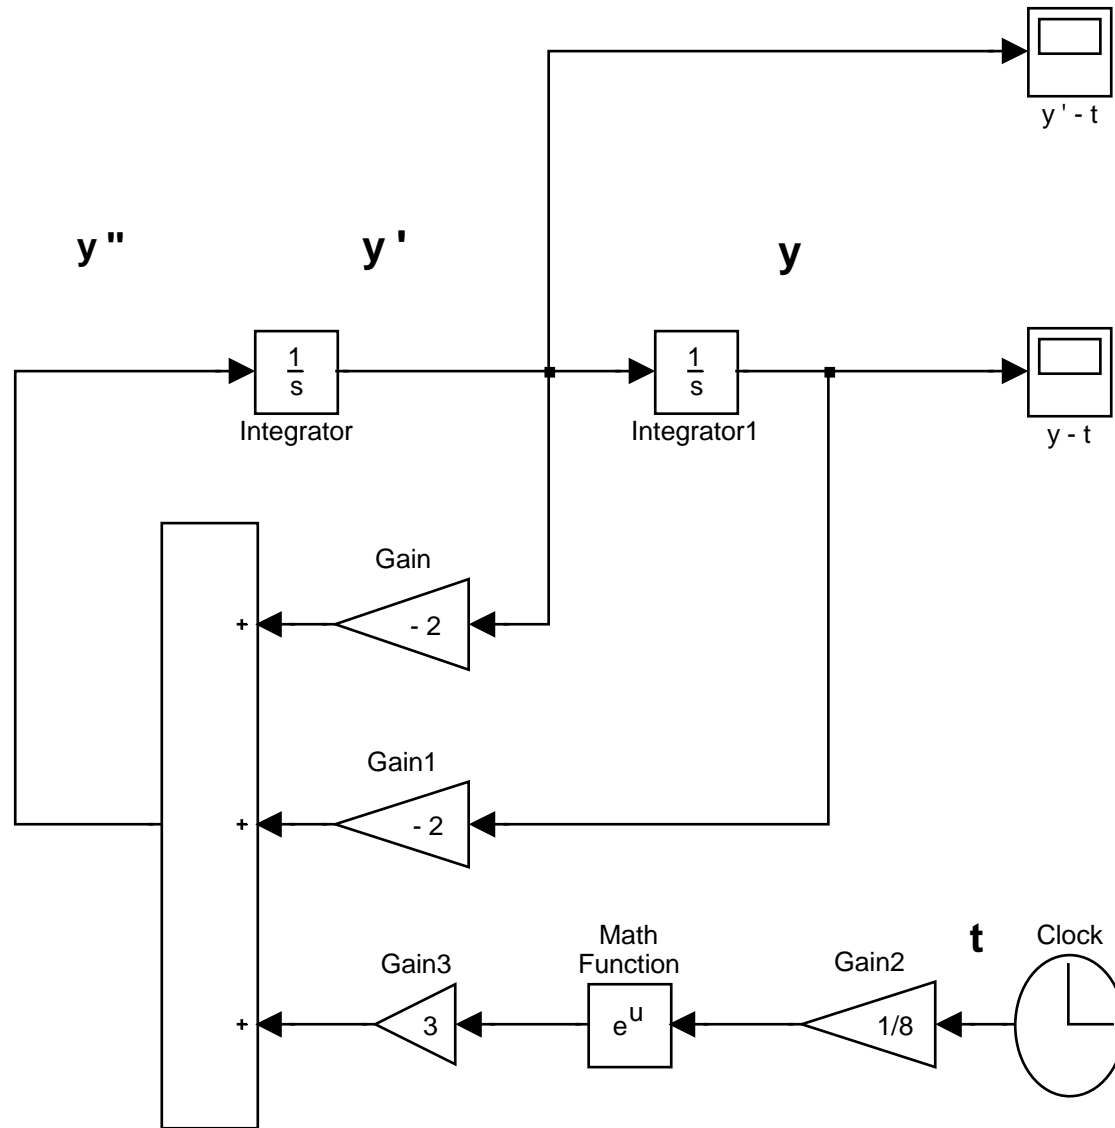 y ' - t
y "
y '
y
1
s
Integrator
1
s
Integrator1
y - t
Gain
+
- 2
Gain1
+
- 2
t
Clock
Math
Function
Gain3
Gain2
+
3
e^u
1/8